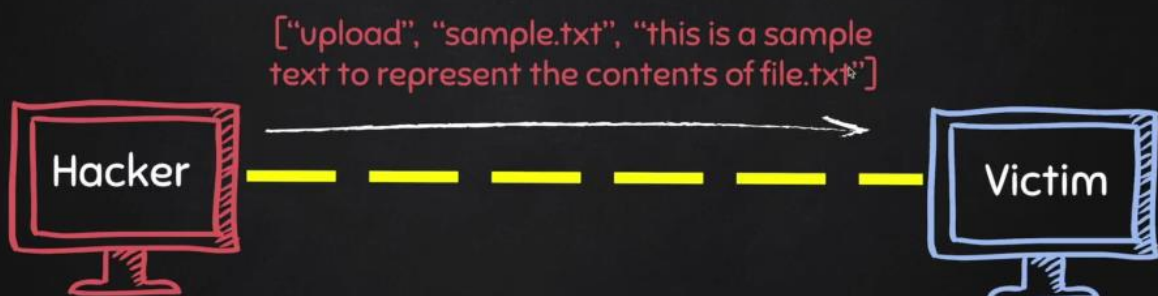 [“upload”, “sample.txt”, “this is a sample
text to represent the contents of file.txt”]
Hacker
Victim